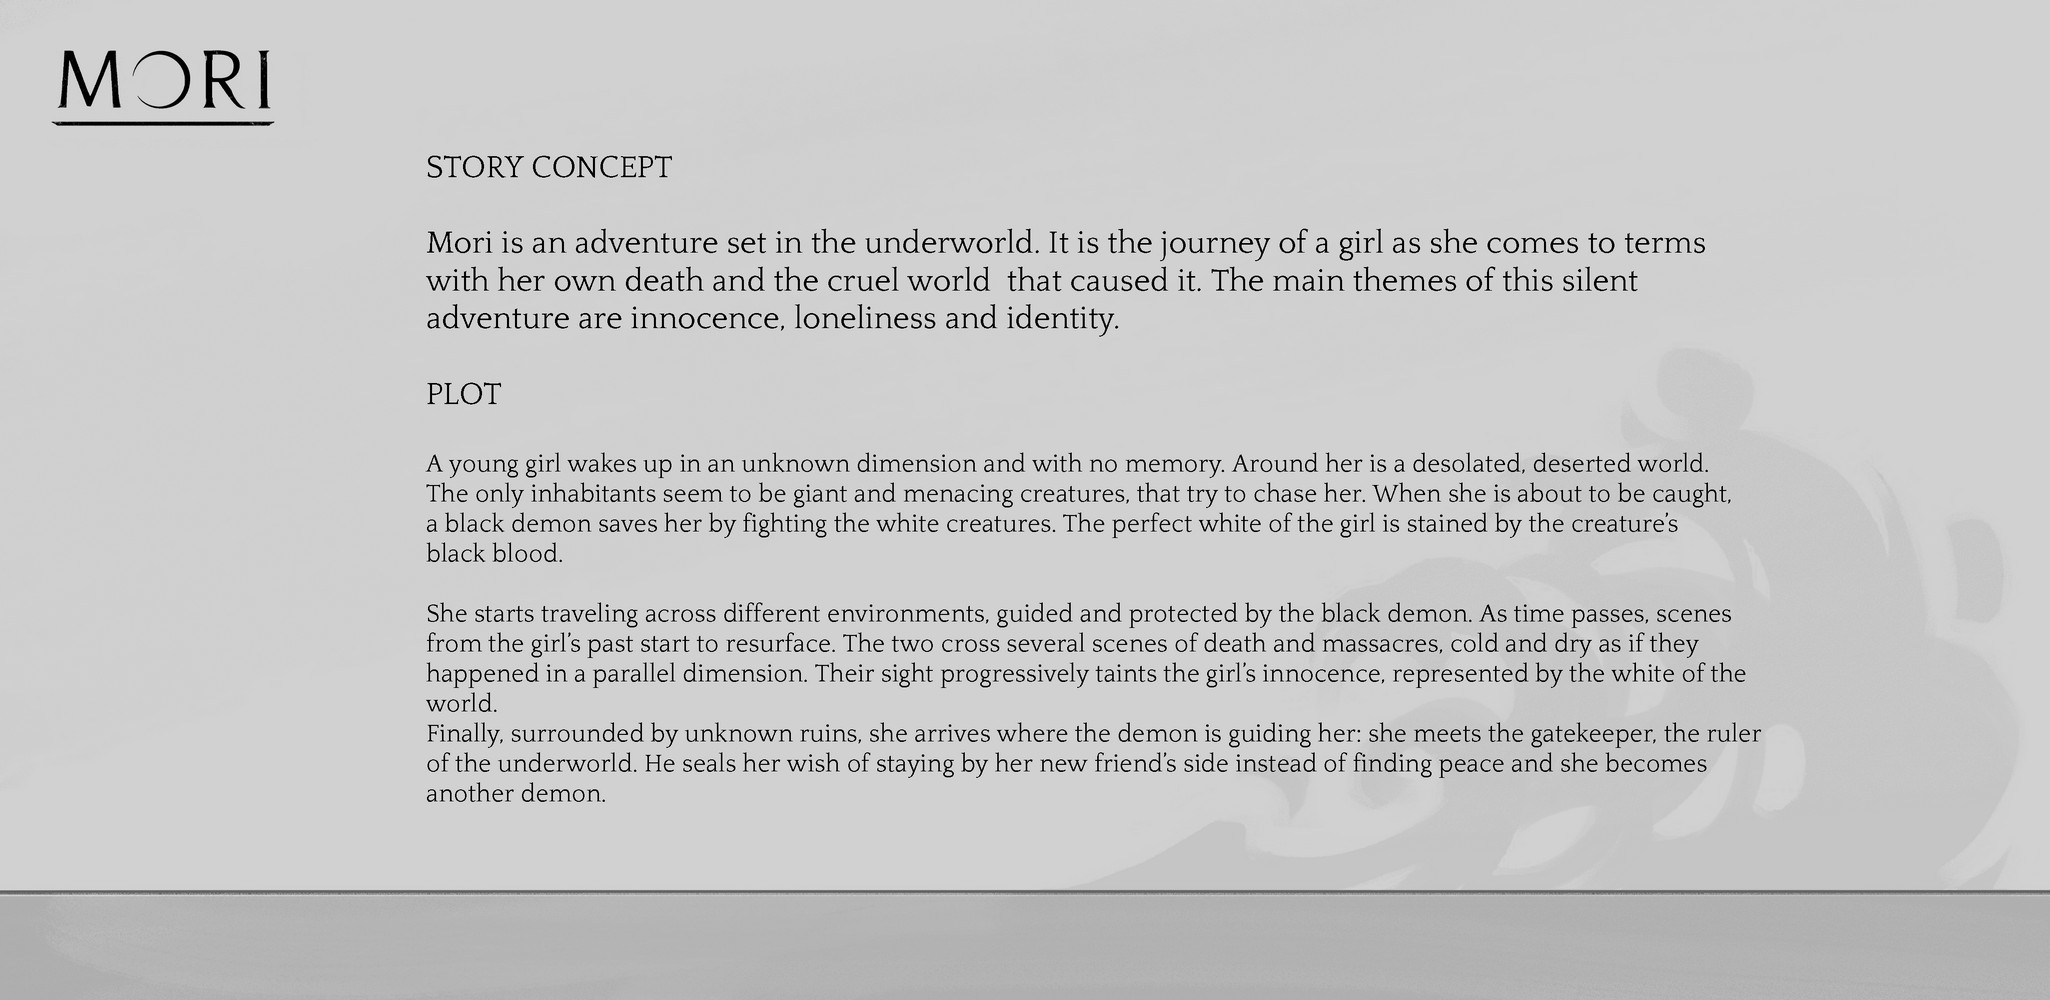 MORI
STORY CONCEPT
Mori is an adventure set in the underworld. It is the journey of a girl as she comes to terms
with her own death and the cruel world  that caused it. The main themes of this silent
adventure are innocence, loneliness and identity.
PLOT
A young girl wakes up in an unknown dimension and with no memory. Around her is a desolated, deserted world.
The only inhabitants seem to be giant and menacing creatures, that try to chase her. When she is about to be caught,
a black demon saves her by fighting the white creatures. The perfect white of the girl is stained by the creature’s
black blood.
She starts traveling across different environments, guided and protected by the black demon. As time passes, scenes
from the girl’s past start to resurface. The two cross several scenes of death and massacres, cold and dry as if they
happened in a parallel dimension. Their sight progressively taints the girl’s innocence, represented by the white of the
world.
Finally, surrounded by unknown ruins, she arrives where the demon is guiding her: she meets the gatekeeper, the ruler
of the underworld. He seals her wish of staying by her new friend’s side instead of finding peace and she becomes
another demon.